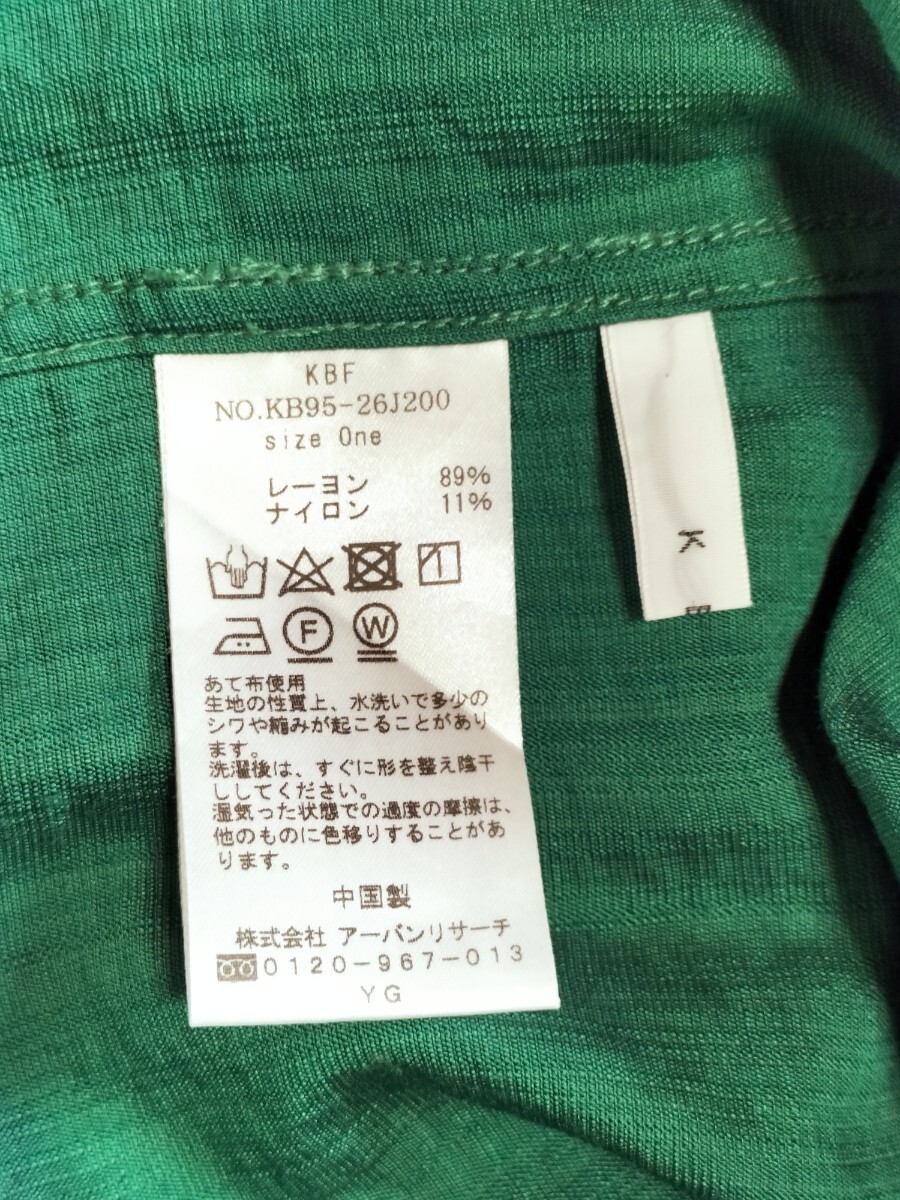 KBF
NO.KB95-26J200
size One
レーヨン 89%
ナイロン 11%
F W
あて布使用
生地の性質上、水洗いで多少の
シワや縮みが起こることがあり
ます。
洗濯後は、すぐに形を整え陰干
ししてください。
湿気った状態での過度の摩擦は、
他のものに色移りすることがあ
ります。
中国製
株式会社 アーバンリサーチ
0120-967-013
YG